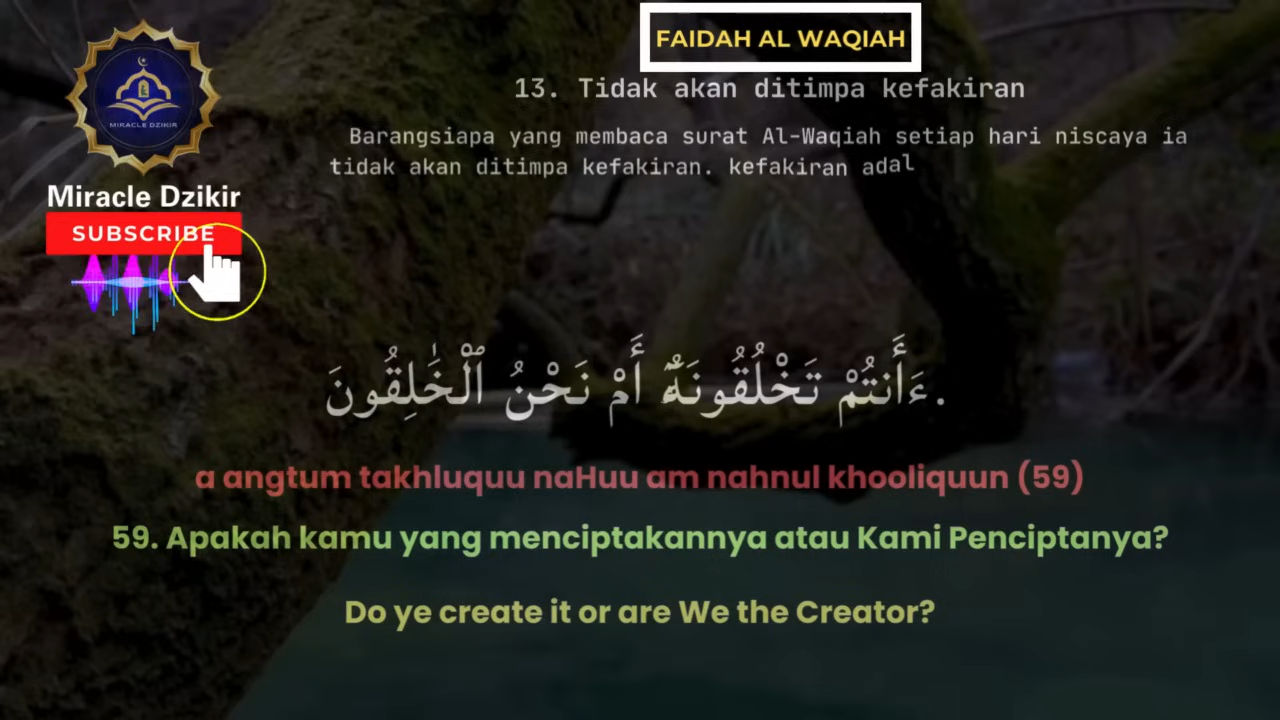 FAIDAH AL WAQIAH
13. Tidak akan ditimpa kefakiran
Barangsiapa yang membaca surat Al-Waqiah setiap hari niscaya ia
tidak akan ditimpa kefakiran. kefakiran adal
MIRACLE DZIKIR
Miracle Dzikir
SUBSCRIBE
ءَأَنتُمْ تَخْلُقُونَهُۥٓ أَمْ نَحْنُ ٱلْخَٰلِقُونَ.
a angtum takhluquu naHuu am nahnul khooliquun (59)
59. Apakah kamu yang menciptakannya atau Kami Penciptanya?
Do ye create it or are We the Creator?